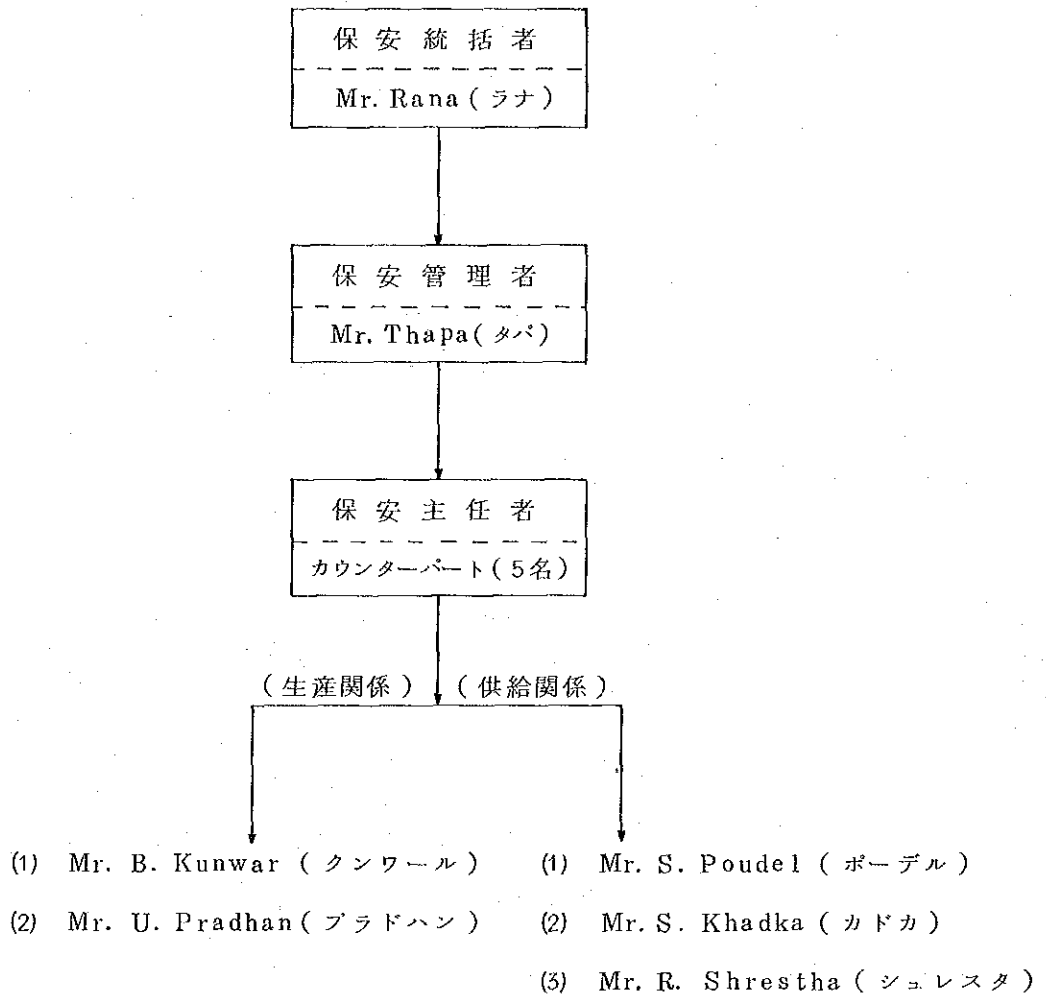 保安統括者
Mr. Rana(ラナ)
保安管理者
Mr. Thapa(タパ)
保安主任者
カウンターパート(5名)
(生産関係) (供給関係)
(1) Mr. B. Kunwar (クンワール) (1) Mr. S. Poudel (ポーデル)
(2) Mr. U. Pradhan(プラドハン) (2) Mr. S. Khadka (カドカ)
(3) Mr. R. Shrestha (シュレスタ)